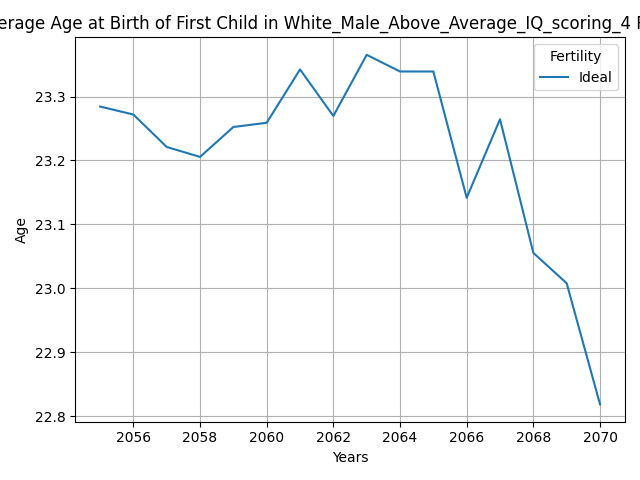 Average Age at Birth of First Child in White_Male_Above_Average_IQ_scoring_4
Fertility
Ideal
23.3
23.2
23.1
23.0
22.9
22.8
Age
2056 2058 2060 2062 2064 2066 2068 2070
Years